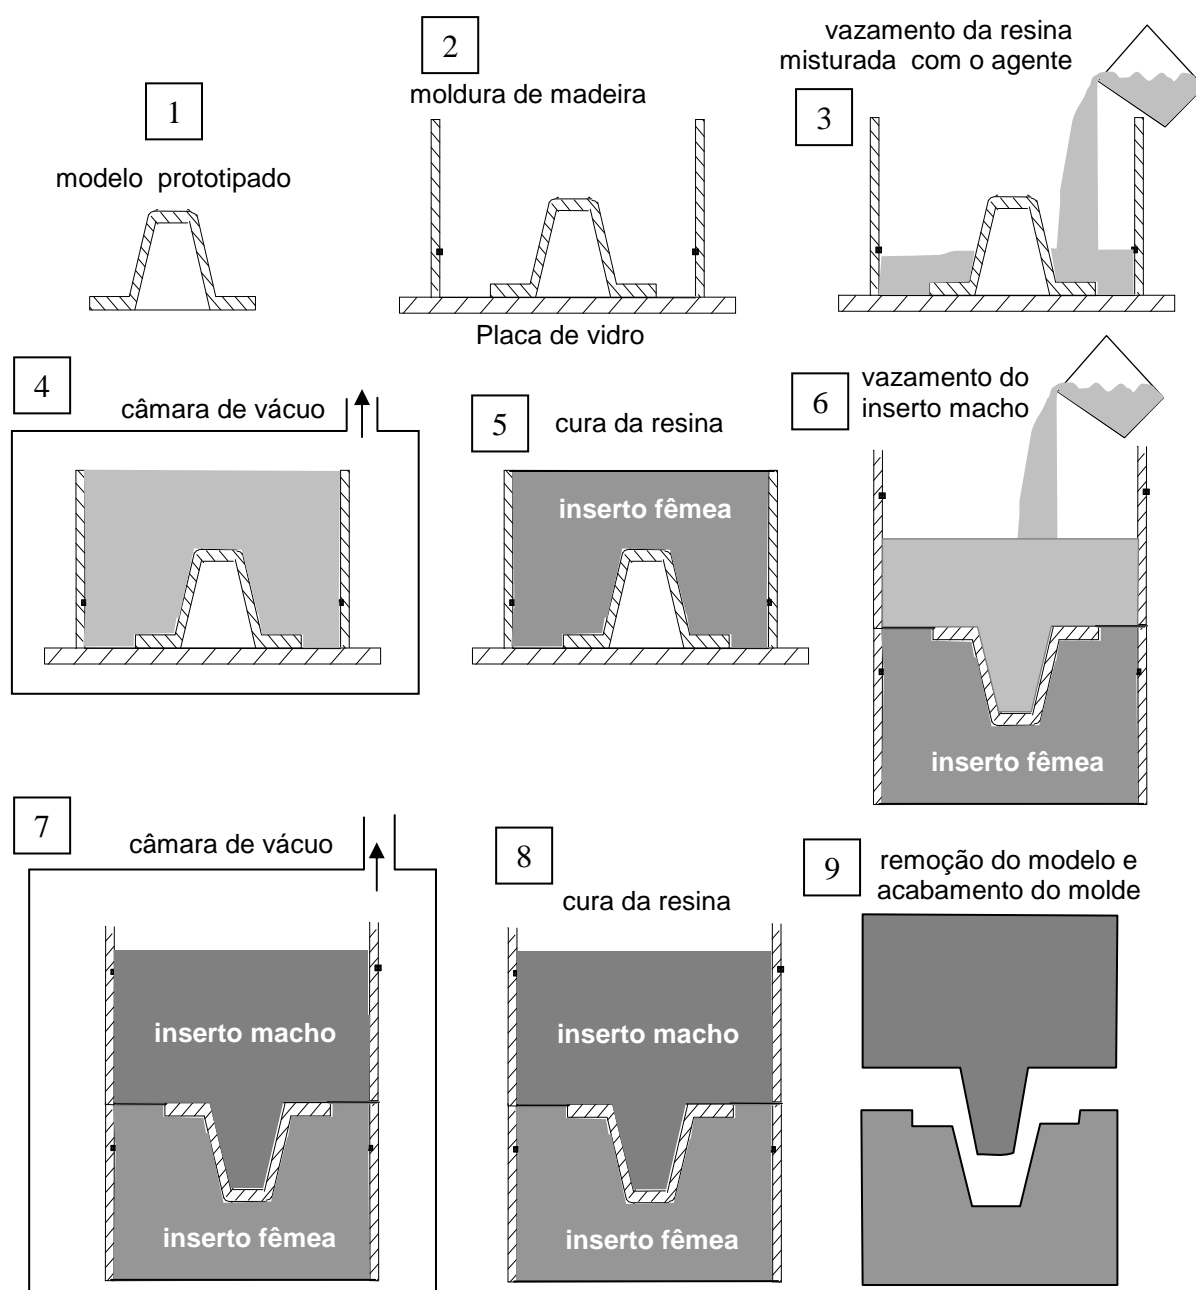 1
modelo prototipado
2
moldura de madeira
Placa de vidro
vazamento da resina
misturada com o agente
3
4
câmara de vácuo
5
cura da resina
inserto fêmea
6
vazamento do
inserto macho
inserto fêmea
7
câmara de vácuo
inserto macho
inserto fêmea
8
cura da resina
inserto macho
inserto fêmea
9
remoção do modelo e
acabamento do molde